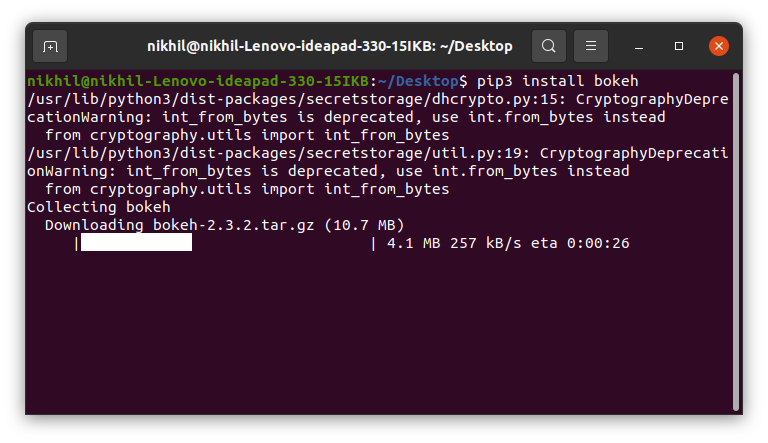 nikhil@nikhil-Lenovo-ideapad-330-15IKB: ~/Desktop
nikhil@nikhil-Lenovo-ideapad-330-15IKB:~/Desktop$ pip3 install bokeh
/usr/lib/python3/dist-packages/secretstorage/dhcrypto.py:15: CryptographyDepre
cationWarning: int_from_bytes is deprecated, use int.from_bytes instead
  from cryptography.utils import int_from_bytes
/usr/lib/python3/dist-packages/secretstorage/util.py:19: CryptographyDeprecati
onWarning: int_from_bytes is deprecated, use int.from_bytes instead
  from cryptography.utils import int_from_bytes
Collecting bokeh
  Downloading bokeh-2.3.2.tar.gz (10.7 MB)
     |████████████                    | 4.1 MB 257 kB/s eta 0:00:26